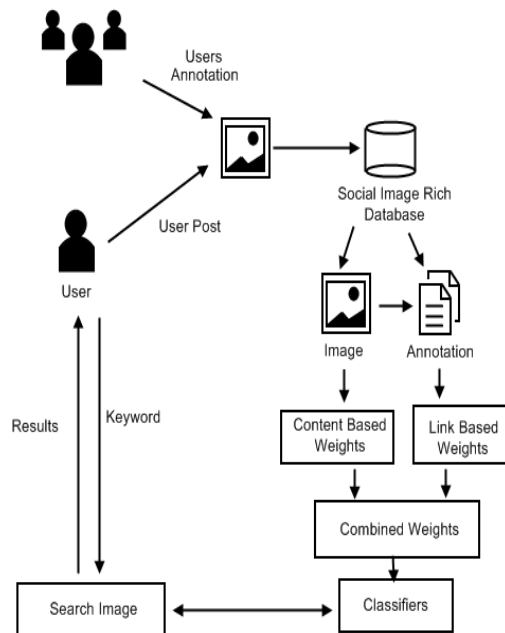 Users
Annotation
Social Image Rich
Database
User Post
User
Image
Annotation
Results
Keyword
Content Based
Weights
Link Based
Weights
Combined Weights
Search Image
Classifiers